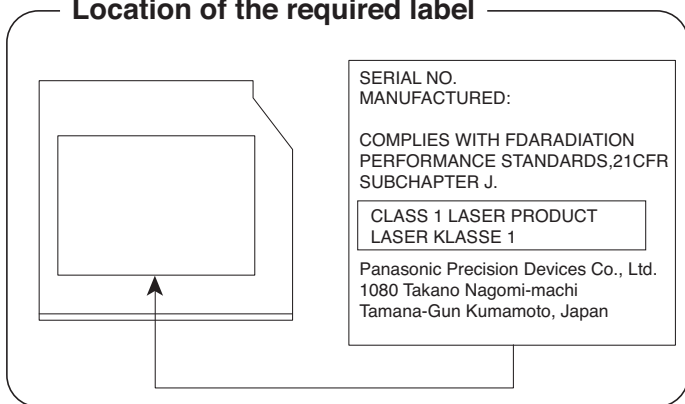 Location of the required label
SERIAL NO.
MANUFACTURED:
COMPLIES WITH FDARADIATION
PERFORMANCE STANDARDS,21CFR
SUBCHAPTER J.
CLASS 1 LASER PRODUCT
LASER KLASSE 1
Panasonic Precision Devices Co., Ltd.
1080 Takano Nagomi-machi
Tamana-Gun Kumamoto, Japan